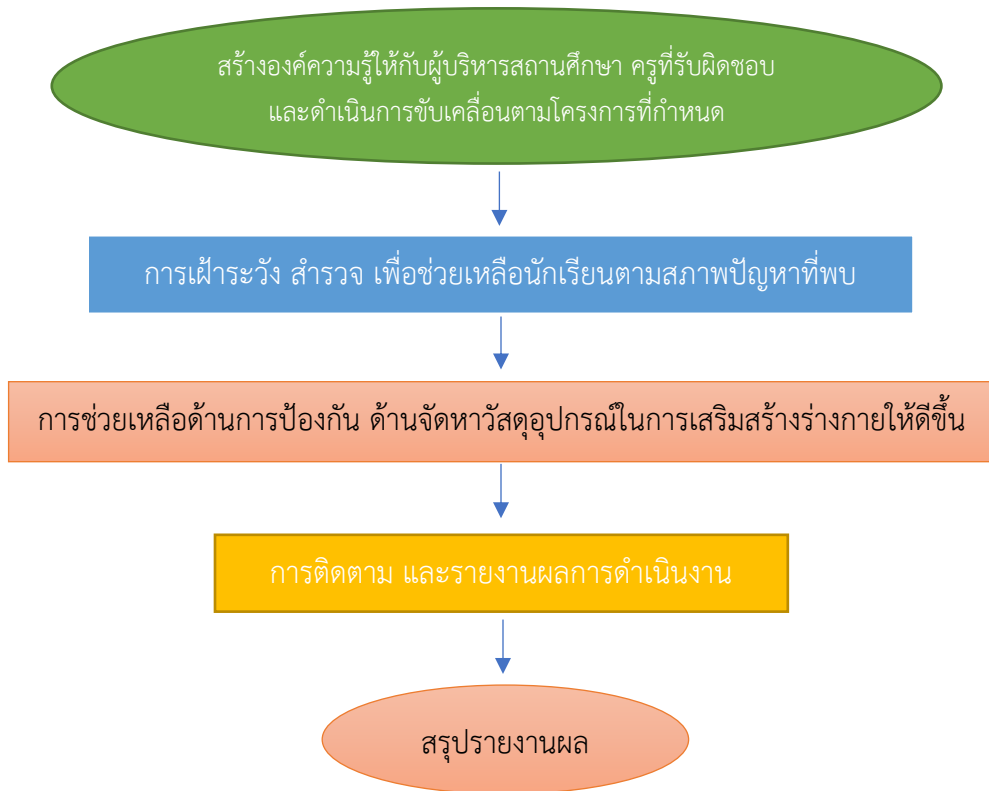 สร้างองค์ความรู้ให้กับผู้บริหารสถานศึกษา ครูที่รับผิดชอบ
และดำเนินการขับเคลื่อนตามโครงการที่กำหนด
การเฝ้าระวัง สำรวจ เพื่อช่วยเหลือนักเรียนตามสภาพปัญหาที่พบ
การช่วยเหลือด้านการป้องกัน ด้านจัดหาวัสดุอุปกรณ์ในการเสริมสร้างร่างกายให้ดีขึ้น
การติดตาม และรายงานผลการดำเนินงาน
สรุปรายงานผล